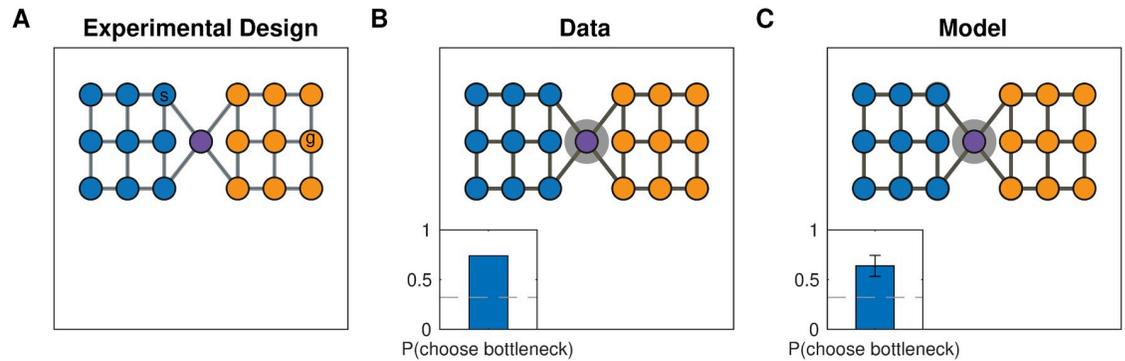 A
Experimental Design
s
g
B
Data
1
0.5
0
P(choose bottleneck)
C
Model
1
0.5
0
P(choose bottleneck)